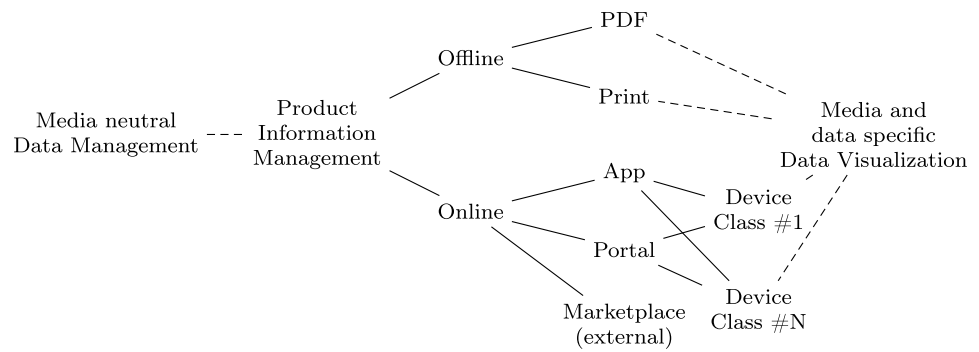 Media neutral
Data Management
Product
Information
Management
Offline
Online
PDF
Print
App
Portal
Marketplace
(external)
Device
Class #1
Device
Class #N
Media and
data specific
Data Visualization